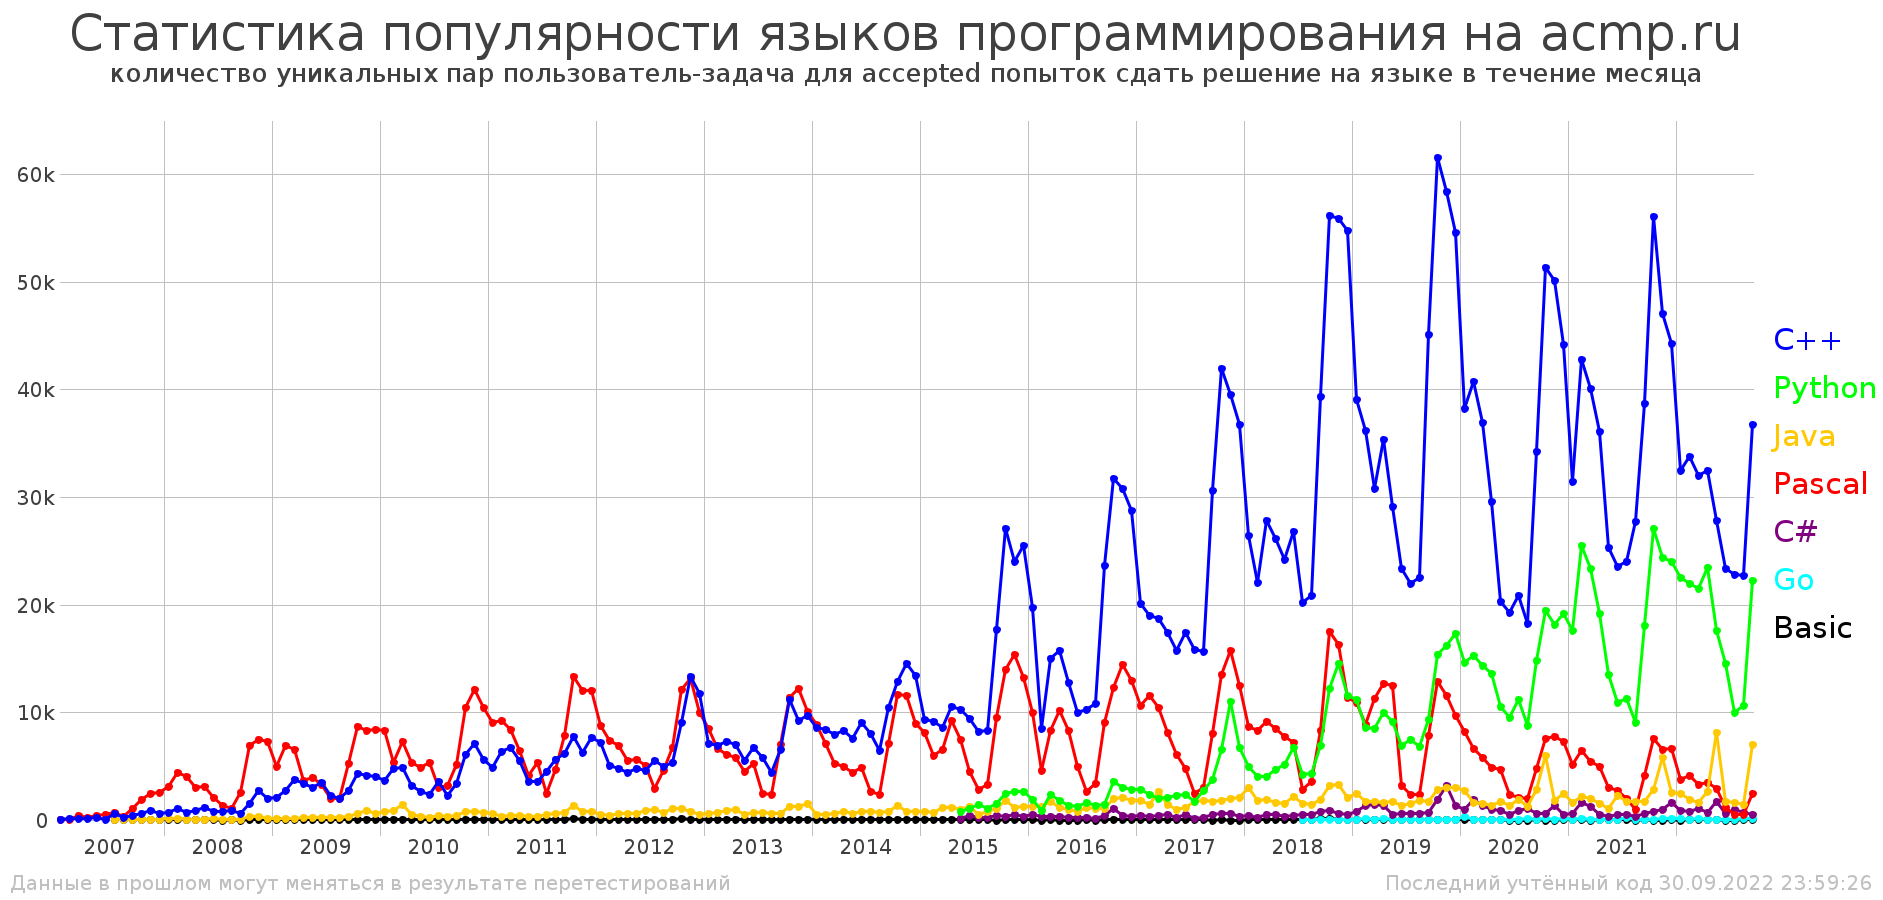 Статистика популярности языков программирования на acmp.ru
количество уникальных пар пользователь-задача для accepted попыток сдать решение на языке в течение месяца
60k
50k
40k
30k
20k
10k
0
2007 2008 2009 2010 2011 2012 2013 2014 2015 2016 2017 2018 2019 2020 2021
C++
Python
Java
Pascal
C#
Go
Basic
Данные в прошлом могут меняться в результате перетестирований
Последний учтённый код 30.09.2022 23:59:26